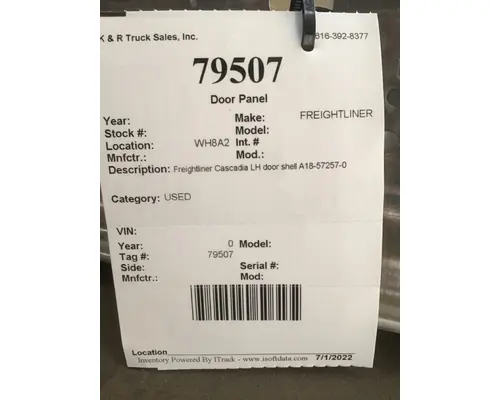 K & R Truck Sales, Inc. 616-392-8377
79507
Door Panel
Year: Make: FREIGHTLINER
Stock #: Model:
Location: WH8A2 Int. #
Mnfctr.: Mod.:
Description: Freightliner Cascadia LH door shell A18-57257-0
Category: USED
VIN:
Year: 0 Model:
Tag #: 79507
Side: Serial #:
Mnfctr.: Mod:
Location
Inventory Powered By ITrack - www.isoftdata.com 7/1/2022